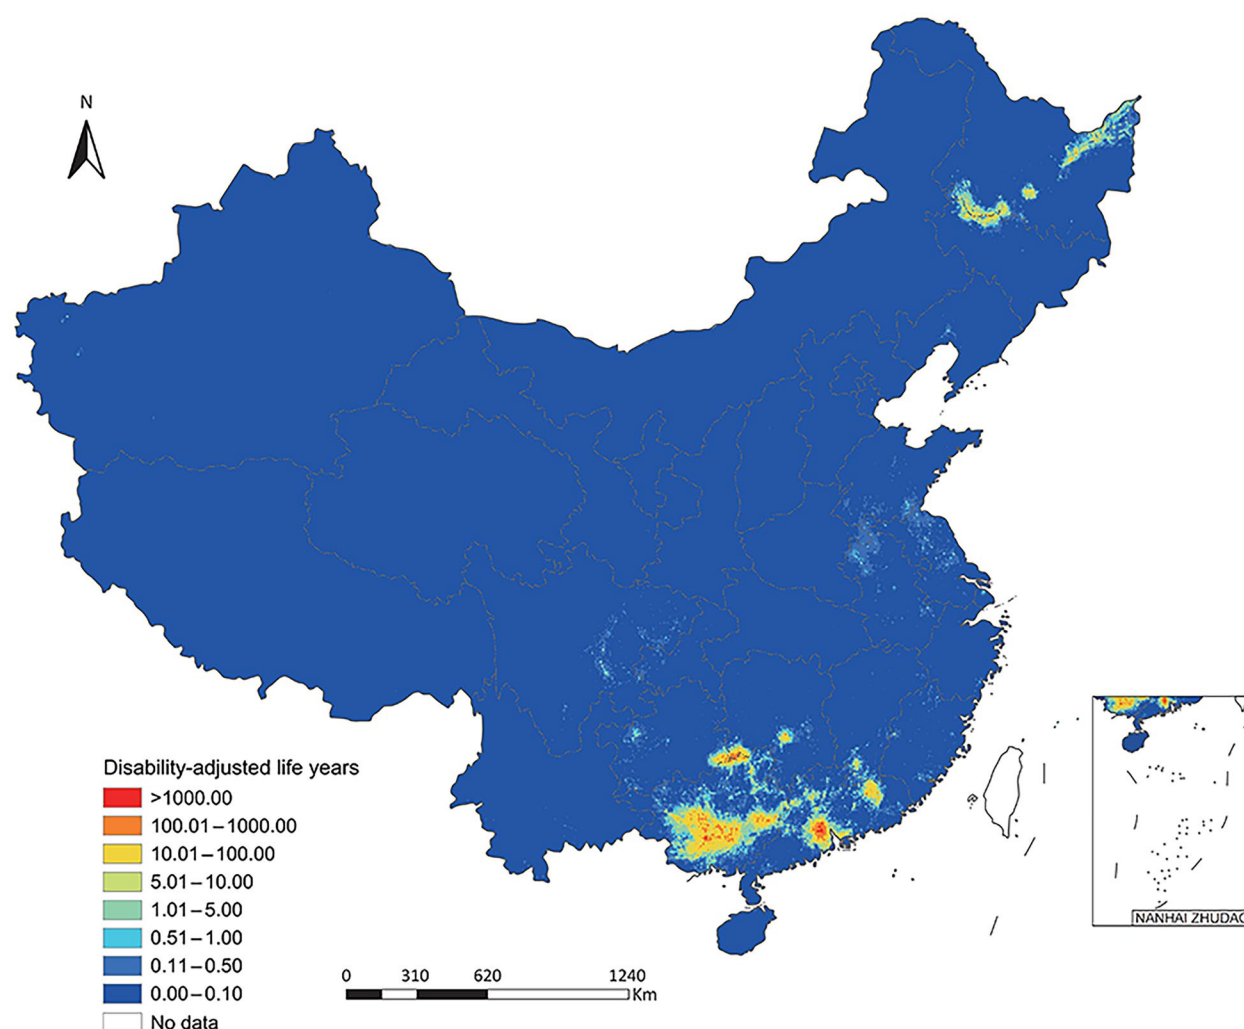 N
NANHAI ZHUDAO
Disability-adjusted life years
>1000.00
100.01–1000.00
10.01–100.00
5.01–10.00
1.01–5.00
0.51–1.00
0.11–0.50
0.00–0.10
No data
0 310 620 1240
Km